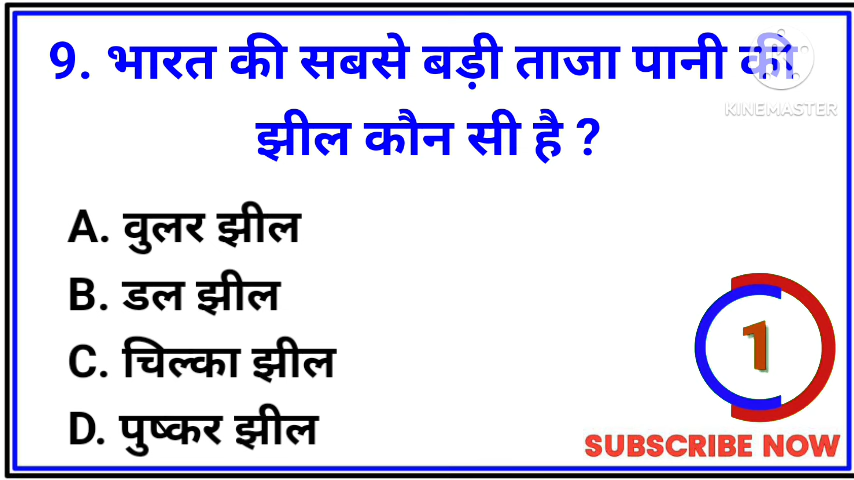 9. भारत की सबसे बड़ी ताजा पानी की
KINEMASTER
झील कौन सी है ?
A. वुलर झील
B. डल झील
C. चिल्का झील
D. पुष्कर झील
1
SUBSCRIBE NOW